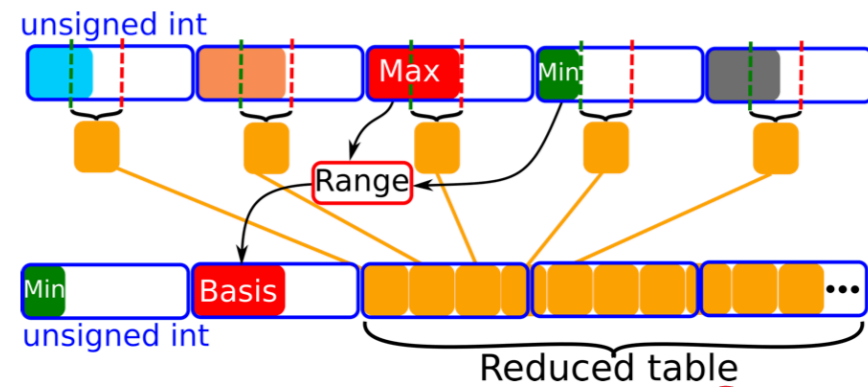 unsigned int
Max
Min
Range
Min
Basis
...
unsigned int
Reduced table